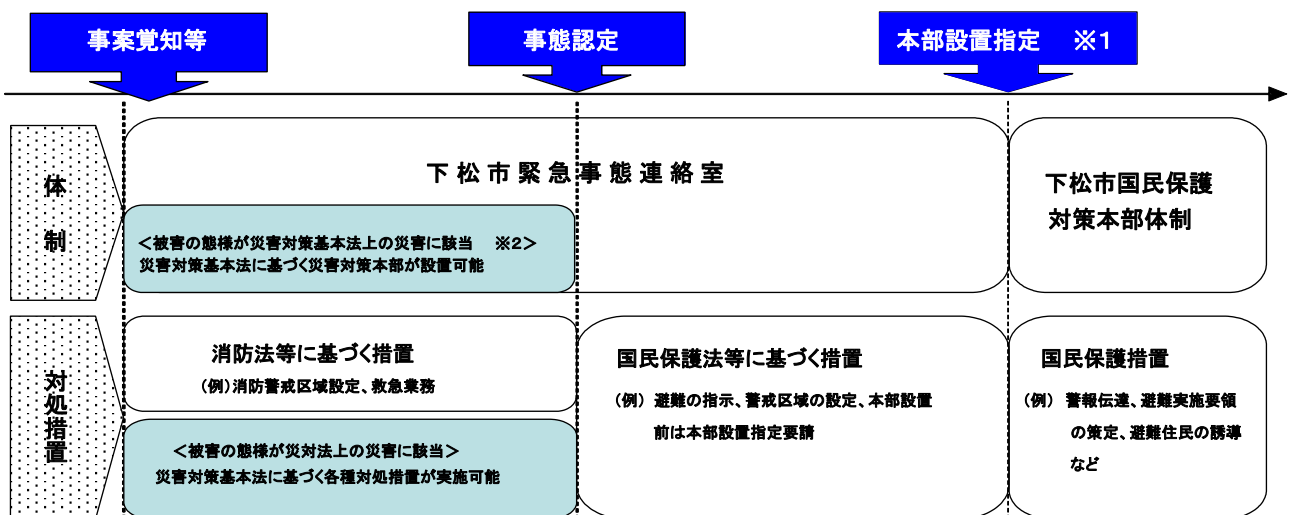 事案覚知等
事態認定
本部設置指定　※1
体制
下松市緊急事態連絡室
＜被害の態様が災害対策基本法上の災害に該当　※2＞
災害対策基本法に基づく災害対策本部が設置可能
下松市国民保護
対策本部体制
対処措置
消防法等に基づく措置
（例）消防警戒区域設定、救急業務
＜被害の態様が災対法上の災害に該当＞
災害対策基本法に基づく各種対処措置が実施可能
国民保護法等に基づく措置
（例）避難の指示、警戒区域の設定、本部設置
前は本部設置指定要請
国民保護措置
（例）警報伝達、避難実施要領
の策定、避難住民の誘導
など